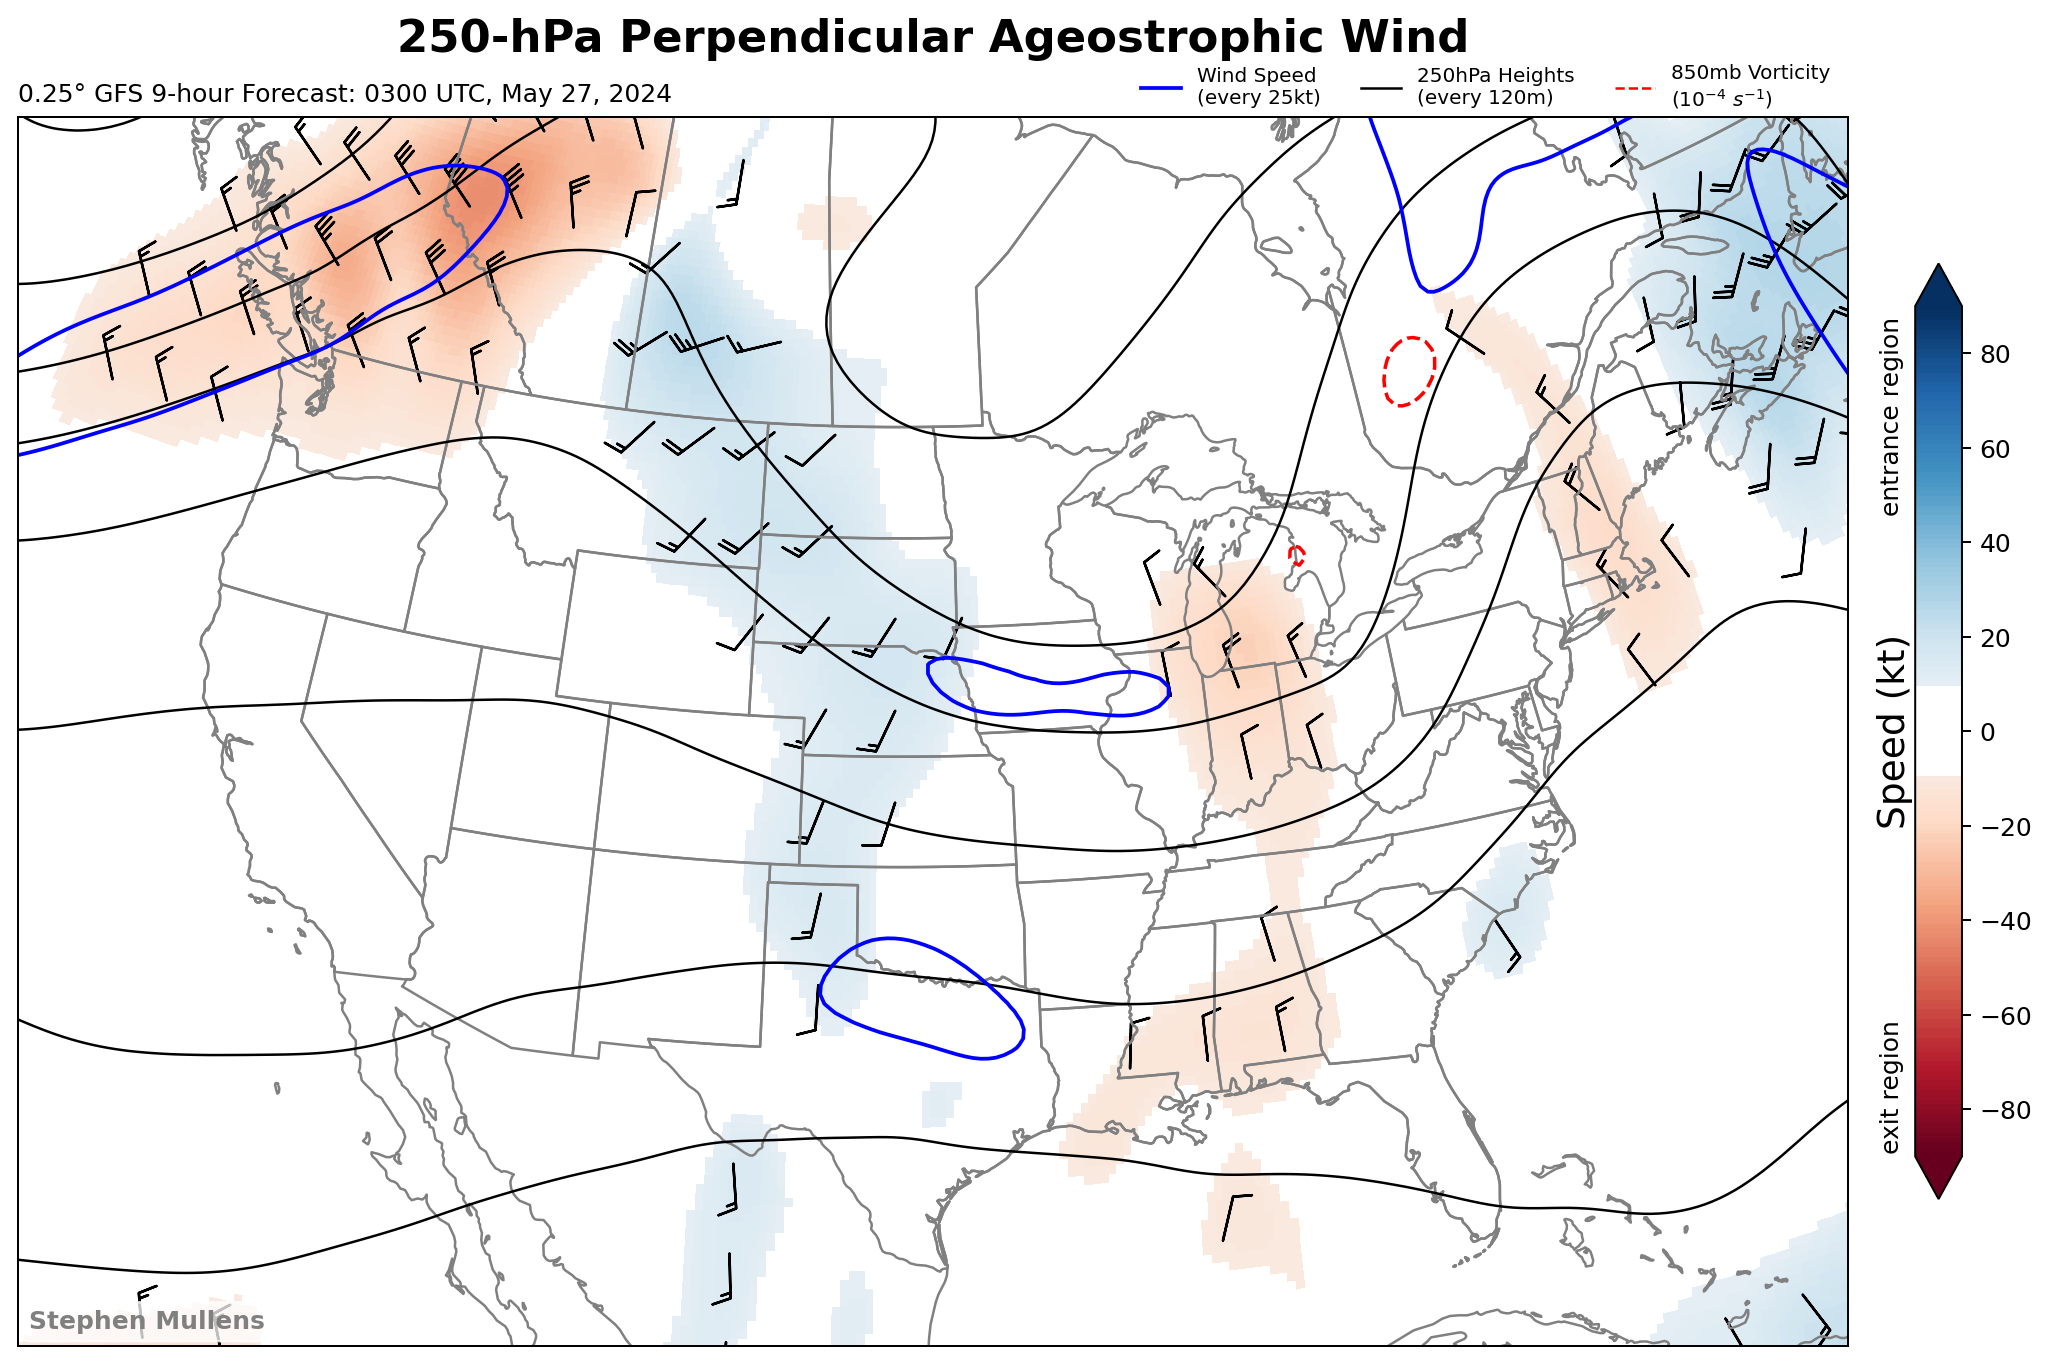 250-hPa Perpendicular Ageostrophic Wind
0.25° GFS 9-hour Forecast: 0300 UTC, May 27, 2024
Wind Speed
(every 25kt)
250hPa Heights
(every 120m)
850mb Vorticity
(10⁻⁴ s⁻¹)
80
60
40
20
0
−20
−40
−60
−80
entrance region
Speed (kt)
exit region
Stephen Mullens